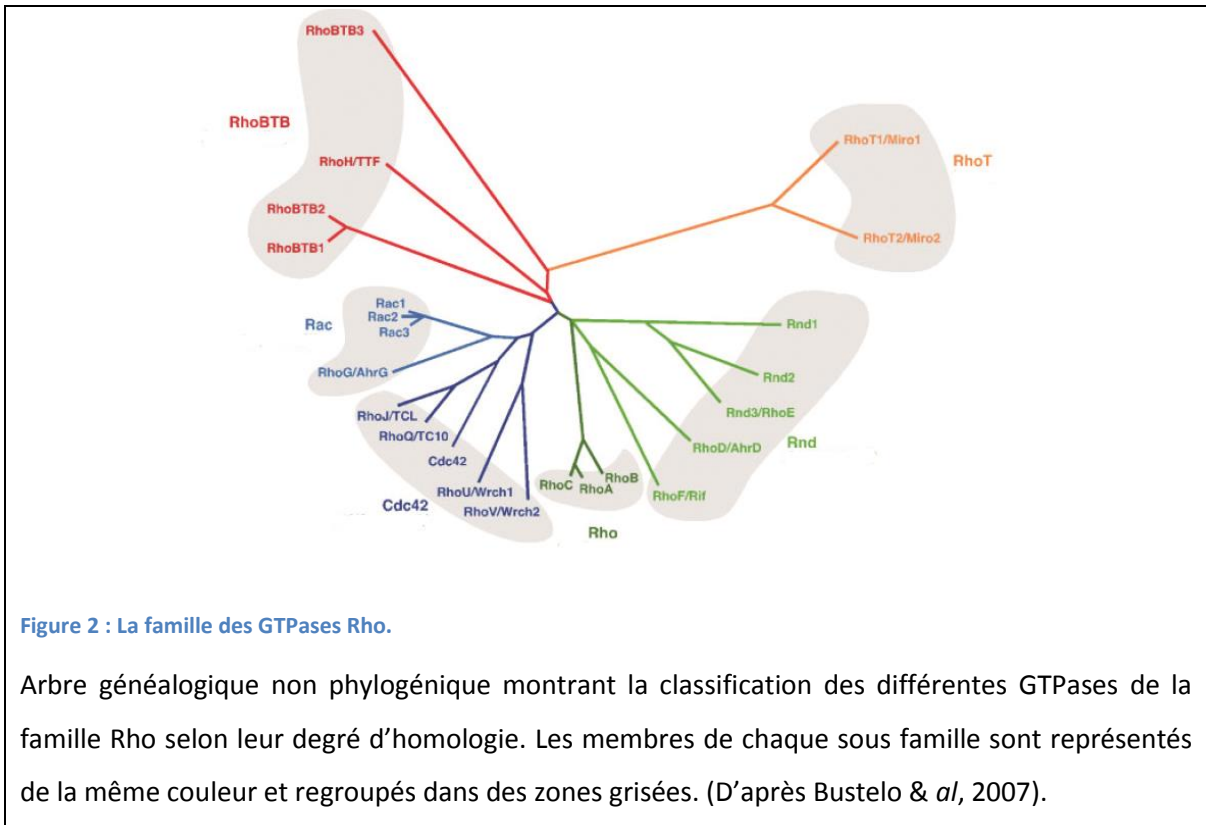 RhoBTB3
RhoBTB
RhoT1/Miro1
RhoT
RhoH/TTF
RhoBTB2
RhoT2/Miro2
RhoBTB1
Rac1
Rac2
Rac
Rac3
Rnd1
RhoG/AhrG
Rnd2
RhoJ/TCL
Rnd3/RhoE
RhoQ/TC10
RhoD/AhrD
Rnd
Cdc42
RhoB
RhoC
RhoA
RhoU/Wrch1
RhoF/Rif
Cdc42
RhoV/Wrch2
Rho
Figure 2 : La famille des GTPases Rho.
Arbre généalogique non phylogénique montrant la classification des différentes GTPases de la
famille Rho selon leur degré d’homologie. Les membres de chaque sous famille sont représentés
de la même couleur et regroupés dans des zones grisées. (D’après Bustelo & al, 2007).